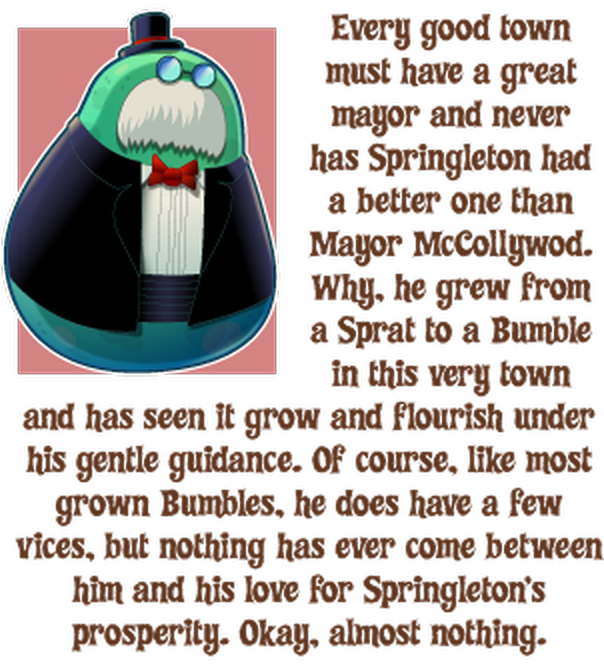 Every good town
must have a great
mayor and never
has Springleton had
a better one than
Mayor McCollywod.
Why, he grew from
a Sprat to a Bumble
in this very town
and has seen it grow and flourish under
his gentle guidance. Of course, like most
grown Bumbles, he does have a few
vices, but nothing has ever come between
him and his love for Springleton's
prosperity. Okay, almost nothing.